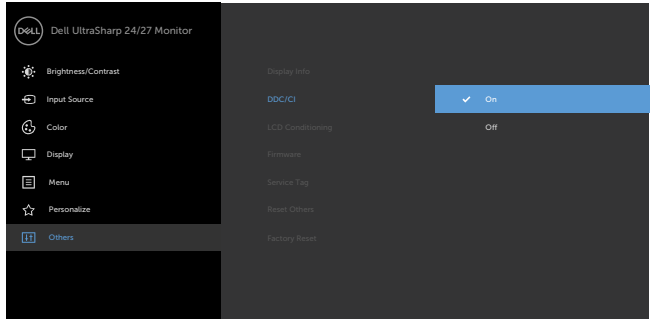 DELL Dell UltraSharp 24/27 Monitor
Brightness/Contrast
Input Source
Color
Display
Menu
Personalize
Others
Display Info
DDC/CI
LCD Conditioning
Firmware
Service Tag
Reset Others
Factory Reset
On
Off